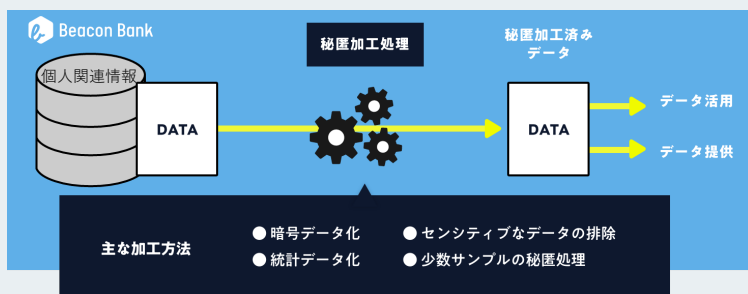 Beacon Bank
個人関連情報
DATA
秘匿加工処理
秘匿加工済み
データ
DATA
データ活用
データ提供
主な加工方法
● 暗号データ化
● センシティブなデータの排除
● 統計データ化
● 少数サンプルの秘匿処理